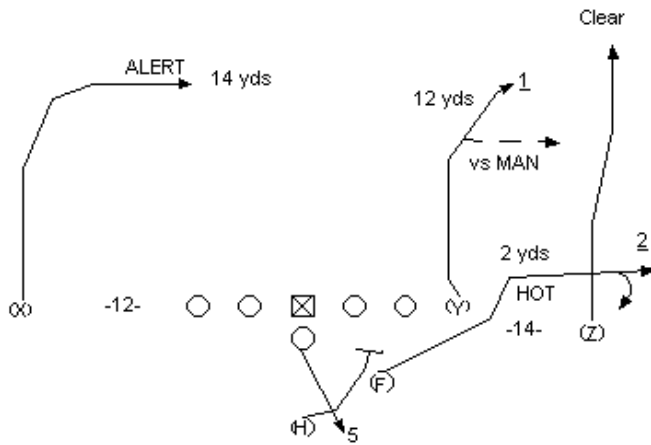 Clear
ALERT
14 yds
12 yds
1
vs MAN
2 yds
2
HOT
(X)
-12-
(Y)
-14-
(Z)
(F)
(H)
5